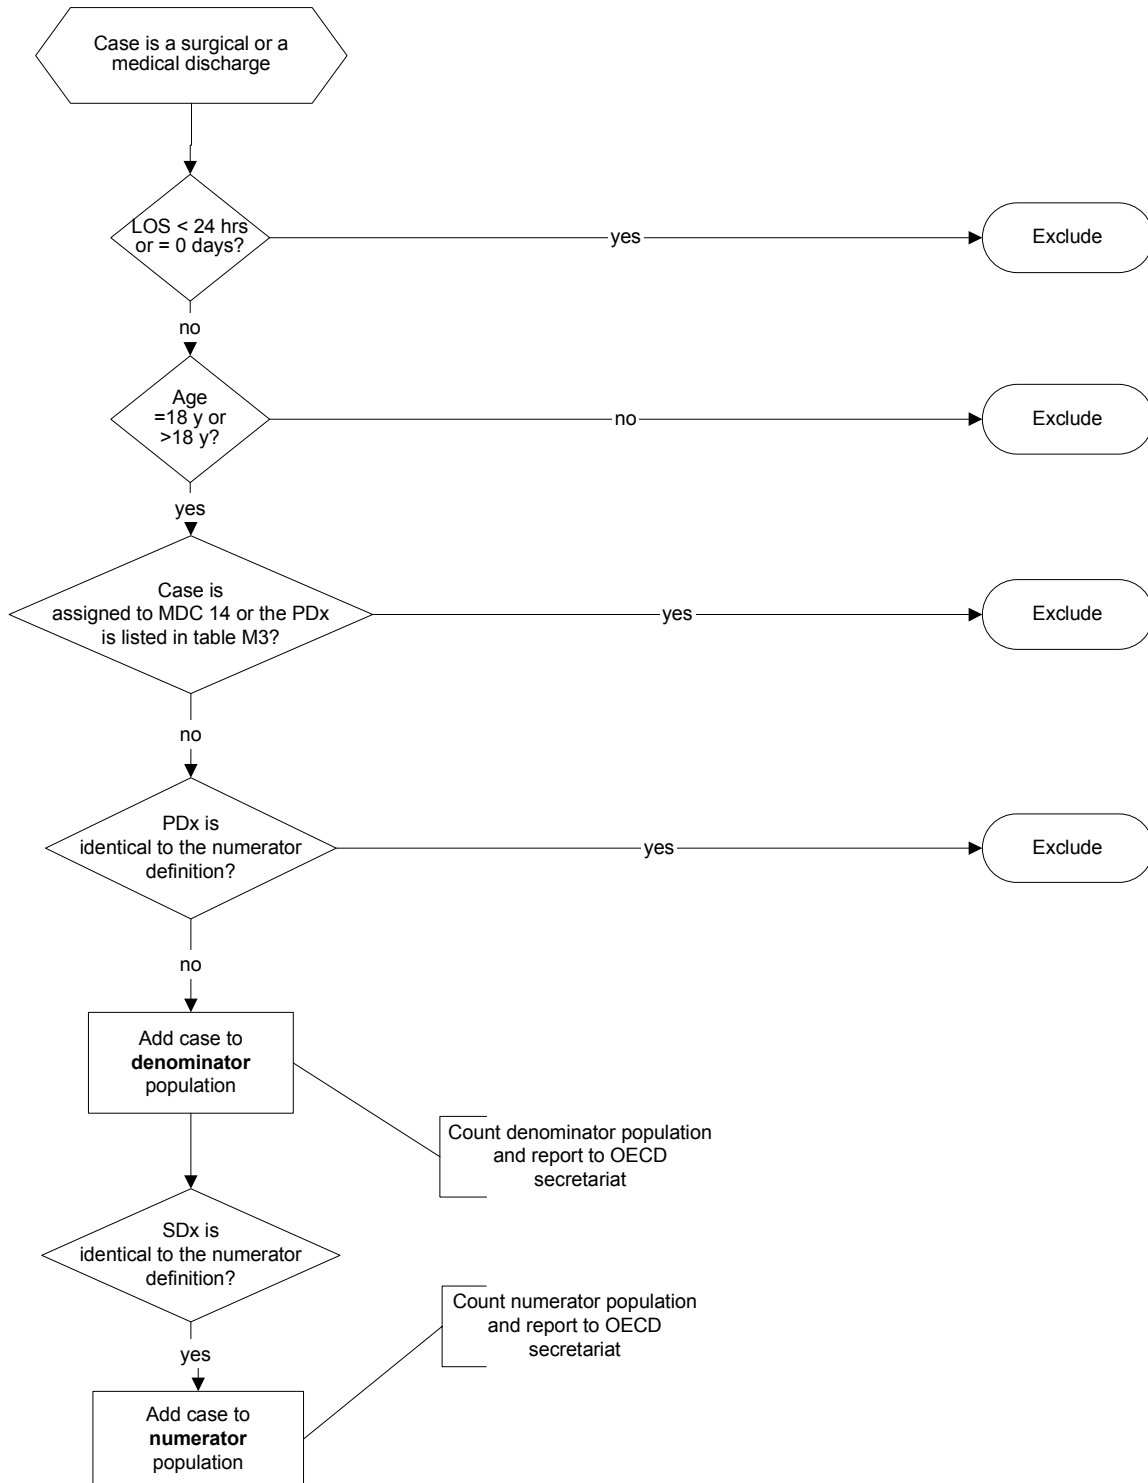 Case is a surgical or a
medical discharge
LOS < 24 hrs
or = 0 days?
yes
Exclude
no
Age
=18 y or
>18 y?
no
Exclude
yes
Case is
assigned to MDC 14 or the PDx
is listed in table M3?
yes
Exclude
no
PDx is
identical to the numerator
definition?
yes
Exclude
no
Add case to
denominator
population
Count denominator population
and report to OECD
secretariat
SDx is
identical to the numerator
definition?
Count numerator population
and report to OECD
secretariat
yes
Add case to
numerator
population